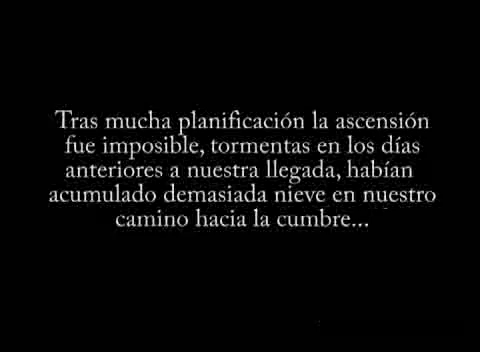 Tras mucha planificación la ascensión
fue imposible, tormentas en los días
anteriores a nuestra llegada, habían
acumulado demasiada nieve en nuestro
camino hacia la cumbre...